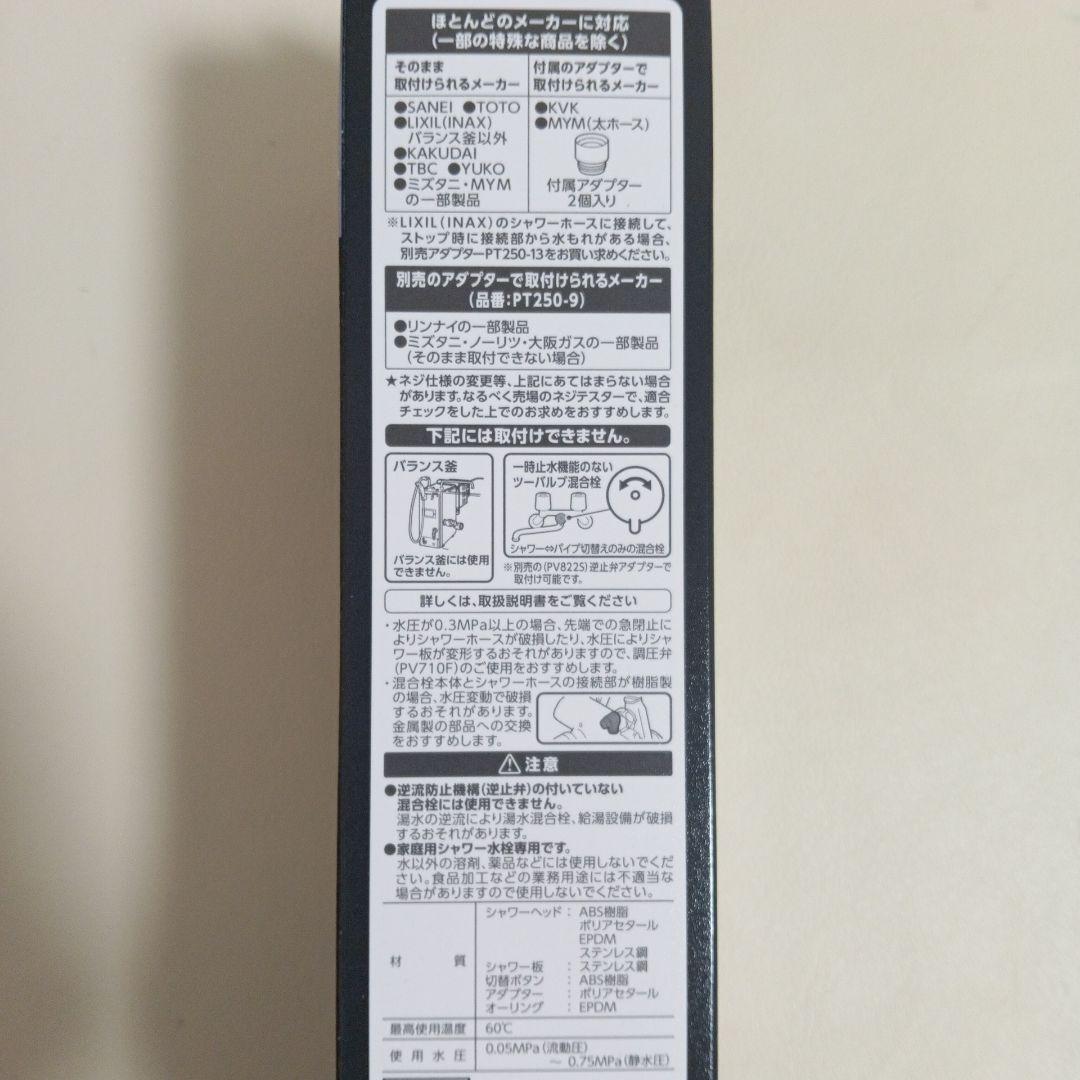 ほとんどのメーカーに対応
(一部の特殊な商品を除く)
そのまま
取付けられるメーカー
●SANEI ●TOTO
●LIXIL(INAX)
バランス釜以外
●KAKUDAI
●TBC ●YUKO
●ミズタニ・MYM
の一部製品
付属のアダプターで
取付けられるメーカー
●KVK
●MYM(太ホース)
付属アダプター
2個入り
※LIXIL(INAX)のシャワーホースに接続して、
ストップ時に接続部から水もれがある場合、
別売アダプターPT250-13をお買い求めください。
別売のアダプターで取付けられるメーカー
(品番:PT250-9)
●リンナイの一部製品
●ミズタニ・ノーリツ・大阪ガスの一部製品
(そのまま取付できない場合)
★ネジ仕様の変更等、上記にあてはまらない場合
があります。なるべく売場のネジテスターで、適合
チェックをした上でのお求めをおすすめします。
下記には取付けできません。
バランス釜
バランス釜には使用
できません。
一時止水機能のない
ツーバルブ混合栓
シャワー⇔パイプ切替えのみの混合栓
※別売の(PV822S)逆止弁アダプターで
取付け可能です。
詳しくは、取扱説明書をご覧ください
・水圧が0.3MPa以上の場合、先端での急閉止に
よりシャワーホースが破損したり、水圧によりシャ
ワー板が変形するおそれがありますので、調圧弁
(PV710F)のご使用をおすすめします。
・混合栓本体とシャワーホースの接続部が樹脂製
の場合、水圧変動で破損
するおそれがあります。
金属製の部品への交換
をおすすめします。
⚠注意
●逆流防止機構(逆止弁)の付いていない
混合栓には使用できません。
湯水の逆流により湯水混合栓、給湯設備が破損
するおそれがあります。
●家庭用シャワー水栓専用です。
水以外の溶剤、薬品などには使用しないでくだ
さい。食品加工などの業務用途には不適当な
場合がありますので使用しないでください。
材質
シャワーヘッド : ABS樹脂
ポリアセタール
EPDM
ステンレス鋼
シャワー板 : ステンレス鋼
切替ボタン : ABS樹脂
アダプター : ポリアセタール
オーリング : EPDM
最高使用温度 60℃
使用水圧 0.05MPa(流動圧)
～ 0.75MPa(静水圧)